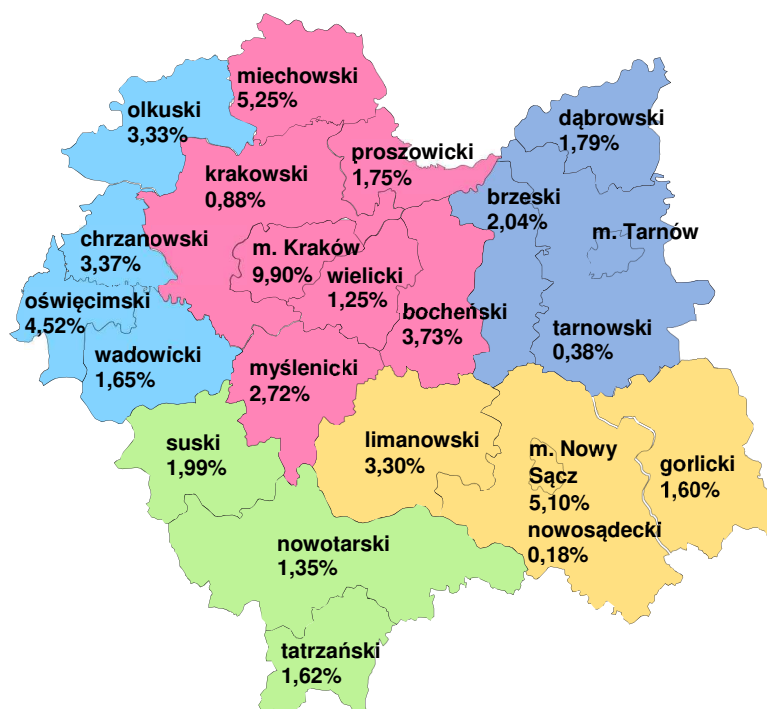 miechowski
5,25%
olkuski
3,33%
dąbrowski
1,79%
proszowicki
1,75%
krakowski
0,88%
brzeski
2,04%
m. Tarnów
chrzanowski
3,37%
m. Kraków
9,90%
wielicki
1,25%
oświęcimski
4,52%
bocheński
3,73%
tarnowski
0,38%
wadowicki
1,65%
myślenicki
2,72%
suski
1,99%
limanowski
3,30%
m. Nowy
Sącz
5,10%
gorlicki
1,60%
nowosądecki
0,18%
nowotarski
1,35%
tatrzański
1,62%